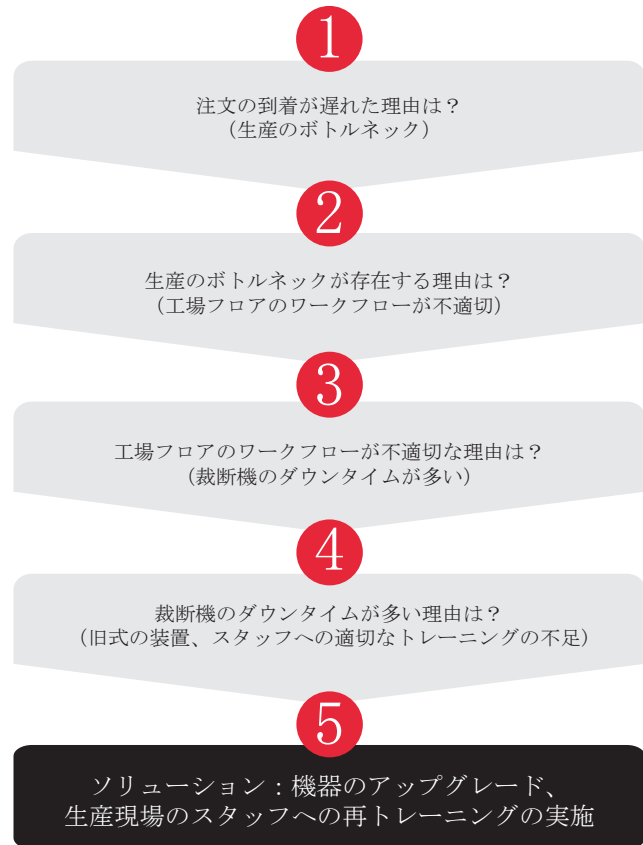 1
注文の到着が遅れた理由は？
（生産のボトルネック）
2
生産のボトルネックが存在する理由は？
（工場フロアのワークフローが不適切）
3
工場フロアのワークフローが不適切な理由は？
（裁断機のダウンタイムが多い）
4
裁断機のダウンタイムが多い理由は？
（旧式の装置、スタッフへの適切なトレーニングの不足）
5
ソリューション：機器のアップグレード、
生産現場のスタッフへの再トレーニングの実施